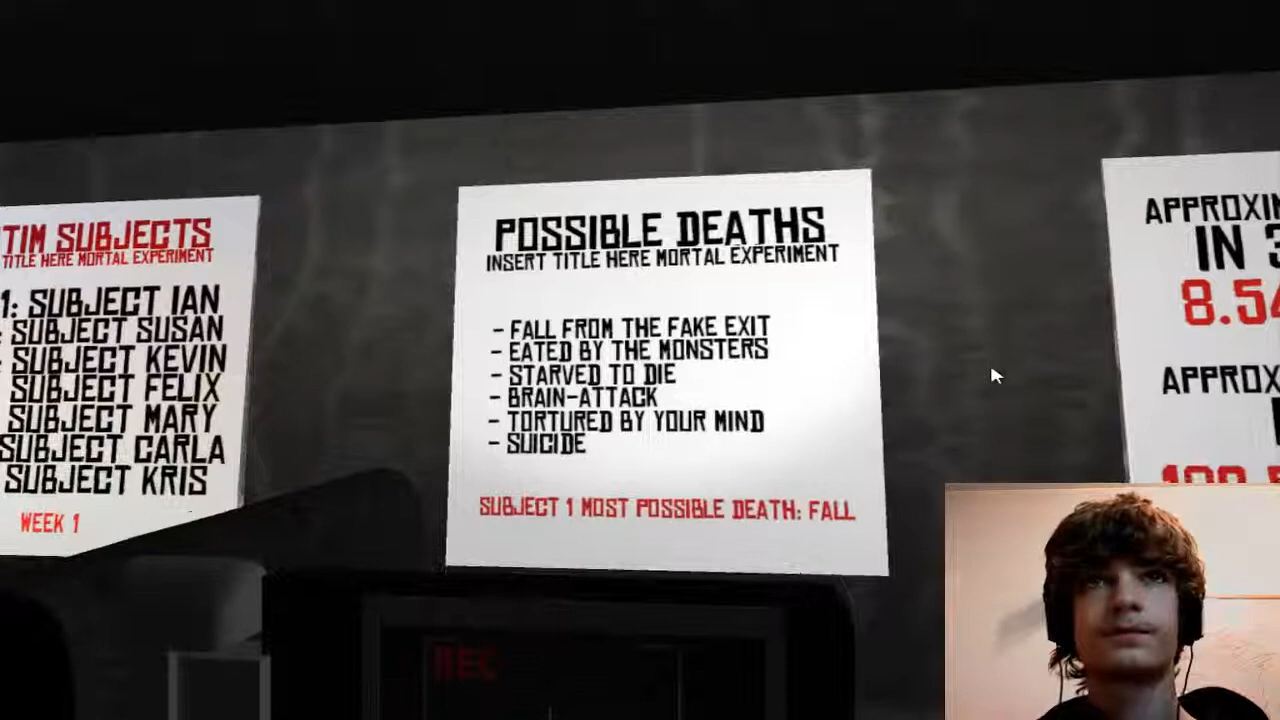 TIM SUBJECTS
TITLE HERE MORTAL EXPERIMENT
1: SUBJECT IAN
: SUBJECT SUSAN
SUBJECT KEVIN
SUBJECT FELIX
SUBJECT MARY
SUBJECT CARLA
SUBJECT KRIS
WEEK 1
POSSIBLE DEATHS
INSERT TITLE HERE MORTAL EXPERIMENT
- FALL FROM THE FAKE EXIT
- EATED BY THE MONSTERS
- STARVED TO DIE
- BRAIN-ATTACK
- TORTURED BY YOUR MIND
- SUICIDE
SUBJECT 1 MOST POSSIBLE DEATH: FALL
REC
APPROXIM
IN 3
8.54
APPROX